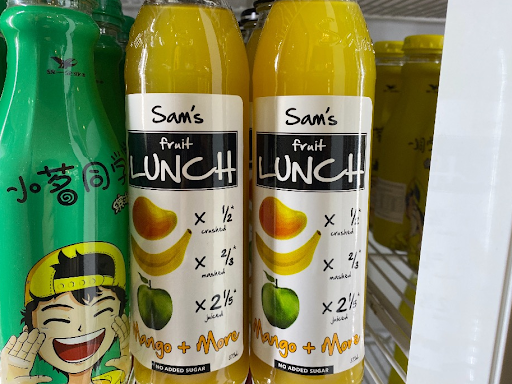 小茗同学
Sam's
fruit
LUNCH
x 1/2^
crushed
x 2/3^
mashed
x 2 1/5^
juiced
Mango + More
NO ADDED SUGAR
375mL
Sam's
fruit
LUNCH
x 1/2^
crushed
x 2/3^
mashed
x 2 1/5^
juiced
Mango + More
NO ADDED SUGAR